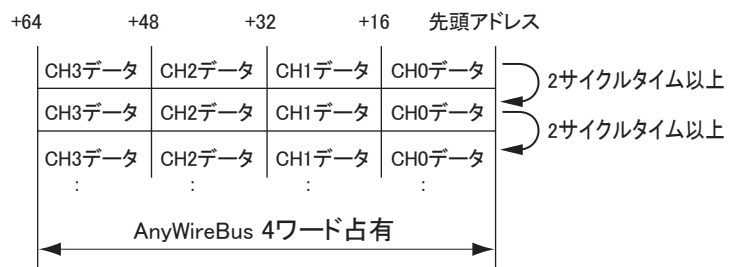 +64 +48 +32 +16 先頭アドレス
CH3データ CH2データ CH1データ CH0データ
2サイクルタイム以上
CH3データ CH2データ CH1データ CH0データ
2サイクルタイム以上
CH3データ CH2データ CH1データ CH0データ
: : : :
AnyWireBus 4ワード占有